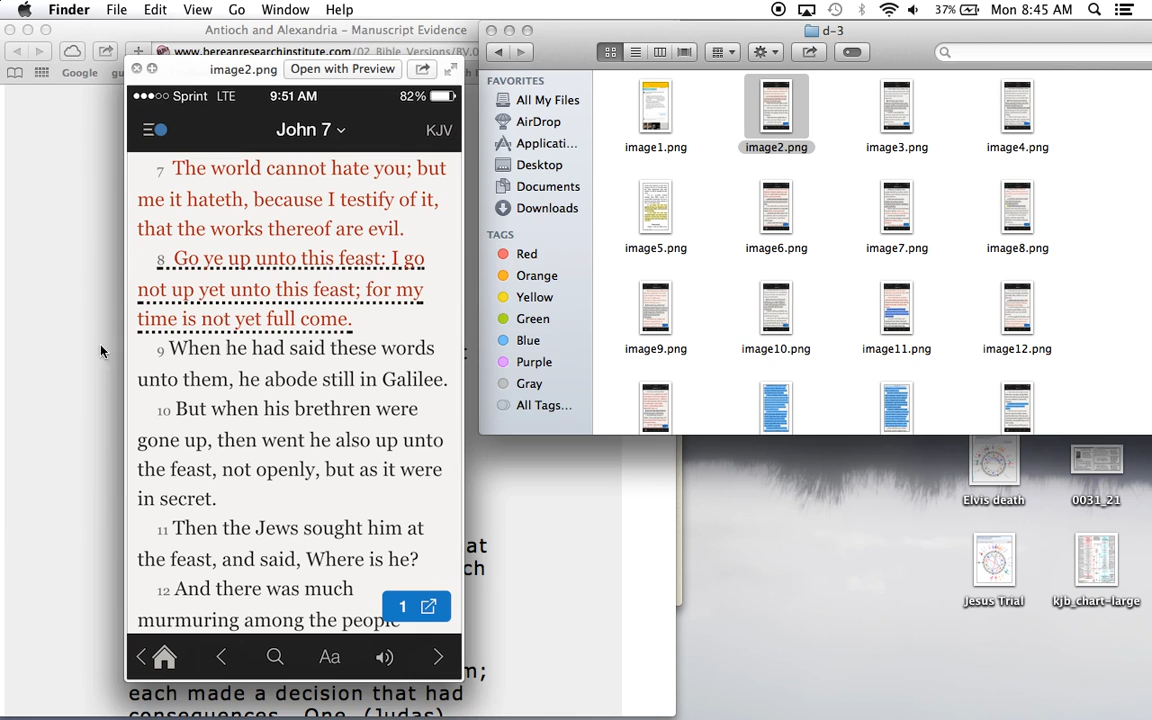 Finder File Edit View Go Window Help
37% Mon 8:45 AM
Antioch and Alexandria – Manuscript Evidence
www.bereanresearchinstitute.com/02_Bible_Versions/BV.0
Google
image2.png Open with Preview
Sprint LTE 9:51 AM 82%
John 7 KJV
7 The world cannot hate you; but
me it hateth, because I testify of it,
that the works thereof are evil.
8 Go ye up unto this feast: I go
not up yet unto this feast; for my
time is not yet full come.
9 When he had said these words
unto them, he abode still in Galilee.
10 But when his brethren were
gone up, then went he also up unto
the feast, not openly, but as it were
in secret.
11 Then the Jews sought him at
the feast, and said, Where is he?
12 And there was much
murmuring among the people
1
Aa
at
ch
m;
each made a decision that had
consequences. One (Judas)
d-3
FAVORITES
All My Files
AirDrop
Applicati...
Desktop
Documents
Downloads
TAGS
Red
Orange
Yellow
Green
Blue
Purple
Gray
All Tags...
image1.png image2.png image3.png image4.png
image5.png image6.png image7.png image8.png
image9.png image10.png image11.png image12.png
Elvis death 0031_21
Jesus Trial kjb_chart-large